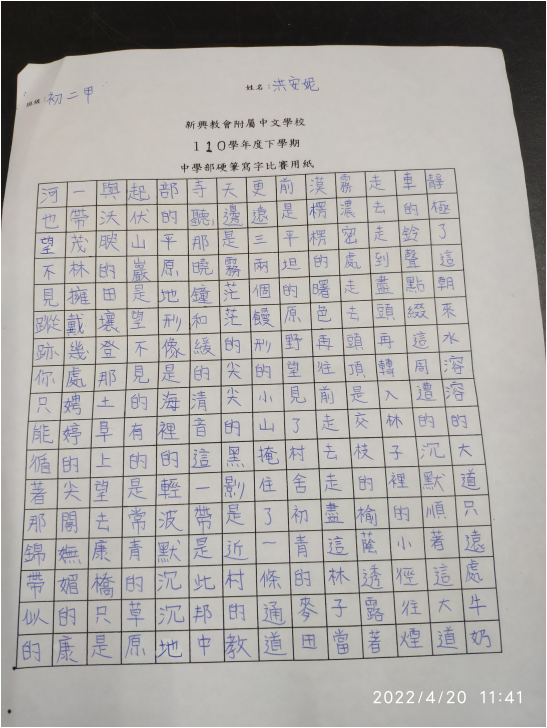 班級：初二甲
姓名：洪安妮
新興教會附屬中文學校
110學年度下學期
中學部硬筆寫字比賽用紙
靜極了這朝來水溶溶的大道只遠處牛奶
車的鈴聲點綴這周遭的沉默順著這大道
走去走到盡頭再轉入林子裡的小徑往煙
霧濃密處走去頭頂是交枝的榆蔭透露著
漠楞楞的曙色再往前走去走盡這林子當
前是平坦的原野望見了村舍初青的麥田
更遠三兩個饅形的小山掩住了一條通道
天邊是霧茫茫的尖尖的黑影是近村的教
寺聽那曉鐘和緩的清音這一帶是此邦中
部的平原地形像是海裡的輕波默沉沉地
起伏山巖是望不見的有的是常青的草原
與沃腴的田壤登那土阜上望去康橋只是
一帶茂林擁戴幾處娉婷的尖閣嫵媚的康
河也望不見蹤跡你只能循著那錦帶似的
2022/4/20 11:41